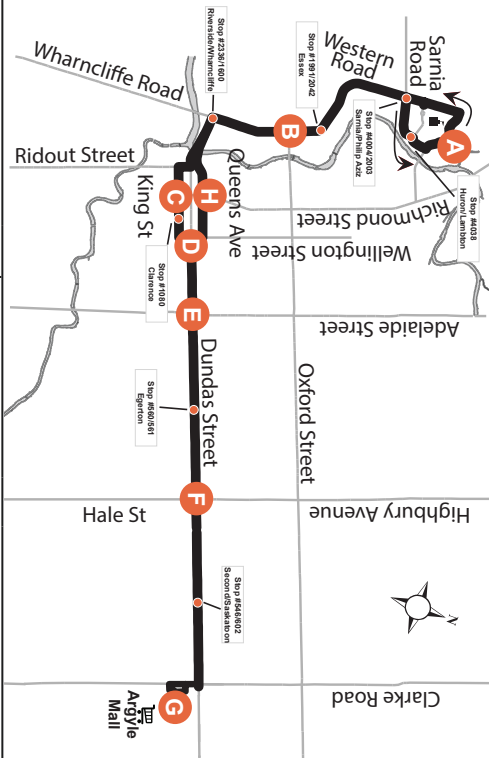 Wharncliffe Road
Stop #2336/1600
Riverside/Wharncliffe
Stop #1991/2042
Essex
Western
Road
Sarnia
Road
A
Stop #4004/2003
Sarnia/Philip Aziz
Stop #4038
Huron/Lambton
B
Ridout Street
Queens Ave
Richmond Street
C
H
King St
Stop #1080
Clarence
D
Wellington Street
E
Adelaide Street
Dundas Street
Oxford Street
Stop #560/561
Egerton
F
Hale St
Highbury Avenue
Stop #546/602
Second/Saskatoon
N
Clarke Road
G
Argyle
Mall